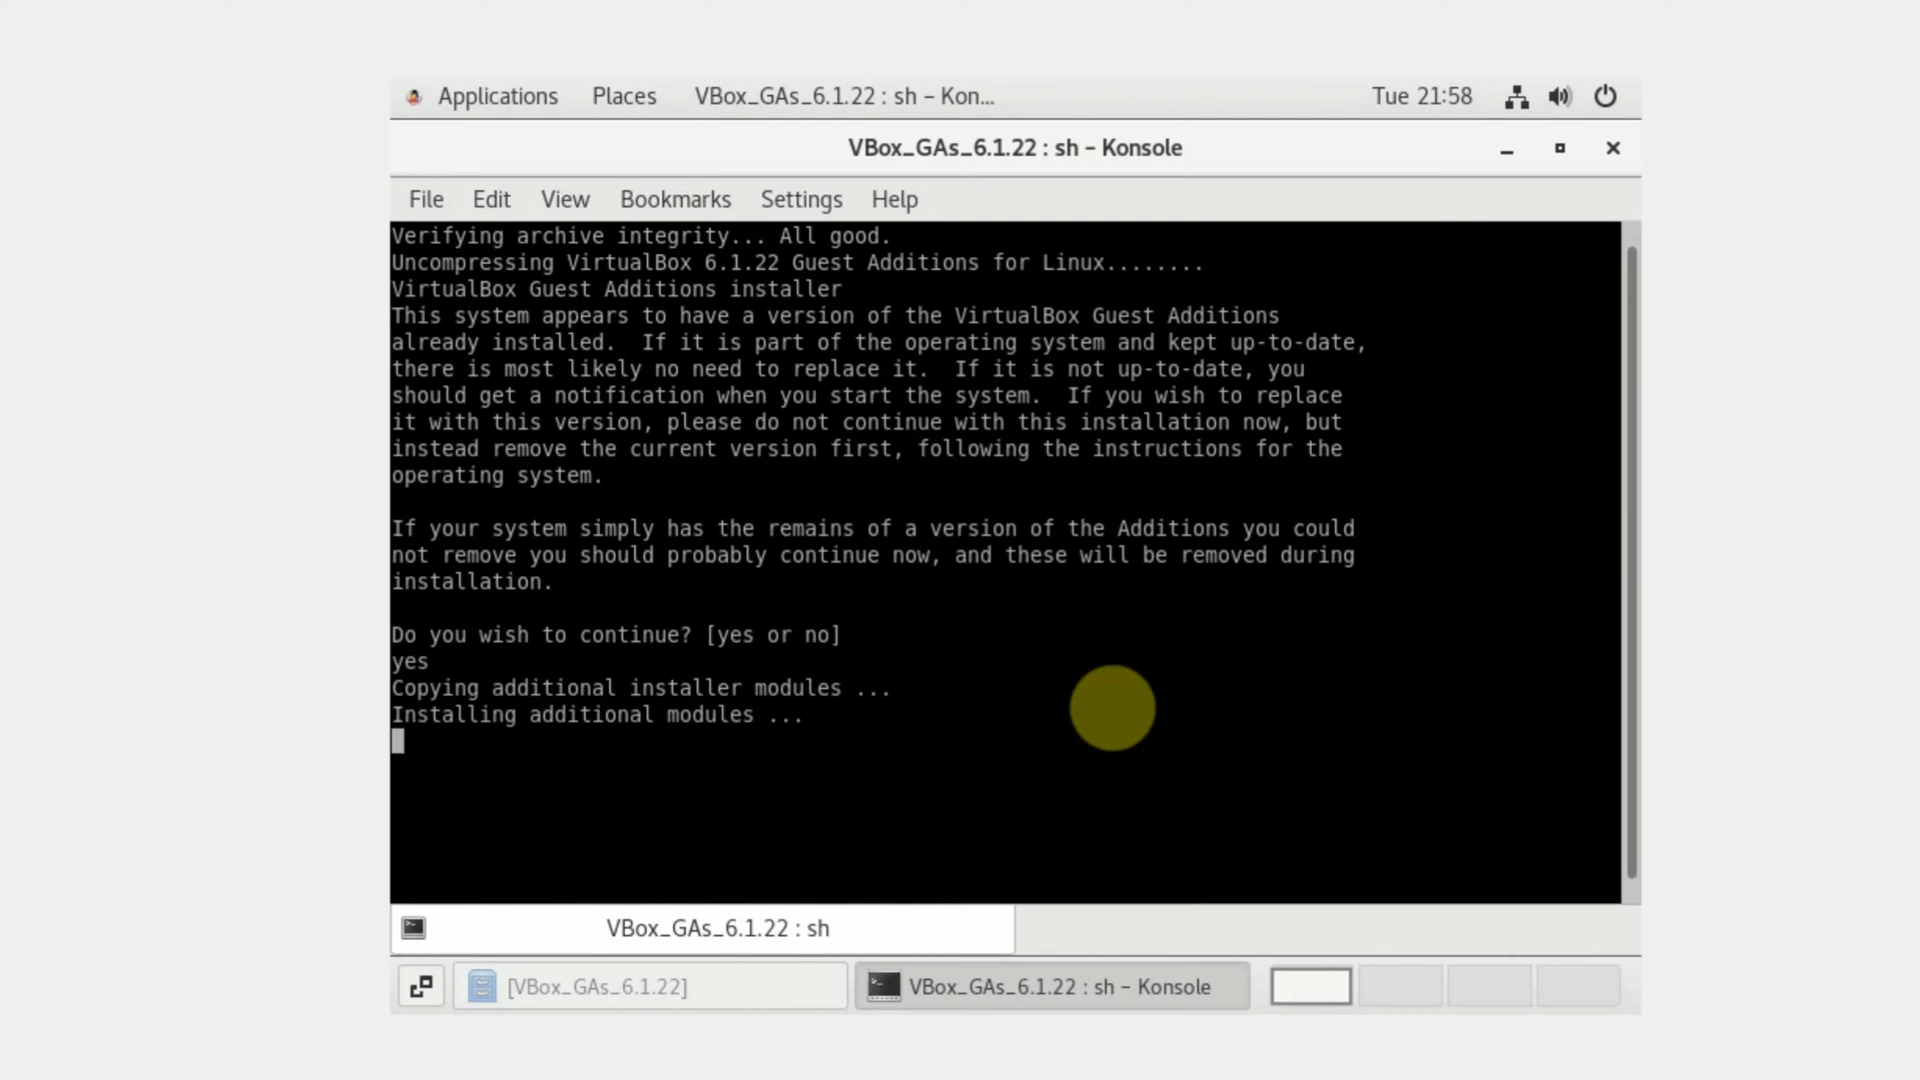 Applications Places VBox_GAs_6.1.22 : sh – Kon... Tue 21:58
VBox_GAs_6.1.22 : sh – Konsole
File Edit View Bookmarks Settings Help
Verifying archive integrity... All good.
Uncompressing VirtualBox 6.1.22 Guest Additions for Linux........
VirtualBox Guest Additions installer
This system appears to have a version of the VirtualBox Guest Additions
already installed.  If it is part of the operating system and kept up-to-date,
there is most likely no need to replace it.  If it is not up-to-date, you
should get a notification when you start the system.  If you wish to replace
it with this version, please do not continue with this installation now, but
instead remove the current version first, following the instructions for the
operating system.
If your system simply has the remains of a version of the Additions you could
not remove you should probably continue now, and these will be removed during
installation.
Do you wish to continue? [yes or no]
yes
Copying additional installer modules ...
Installing additional modules ...
VBox_GAs_6.1.22 : sh
[VBox_GAs_6.1.22] VBox_GAs_6.1.22 : sh – Konsole